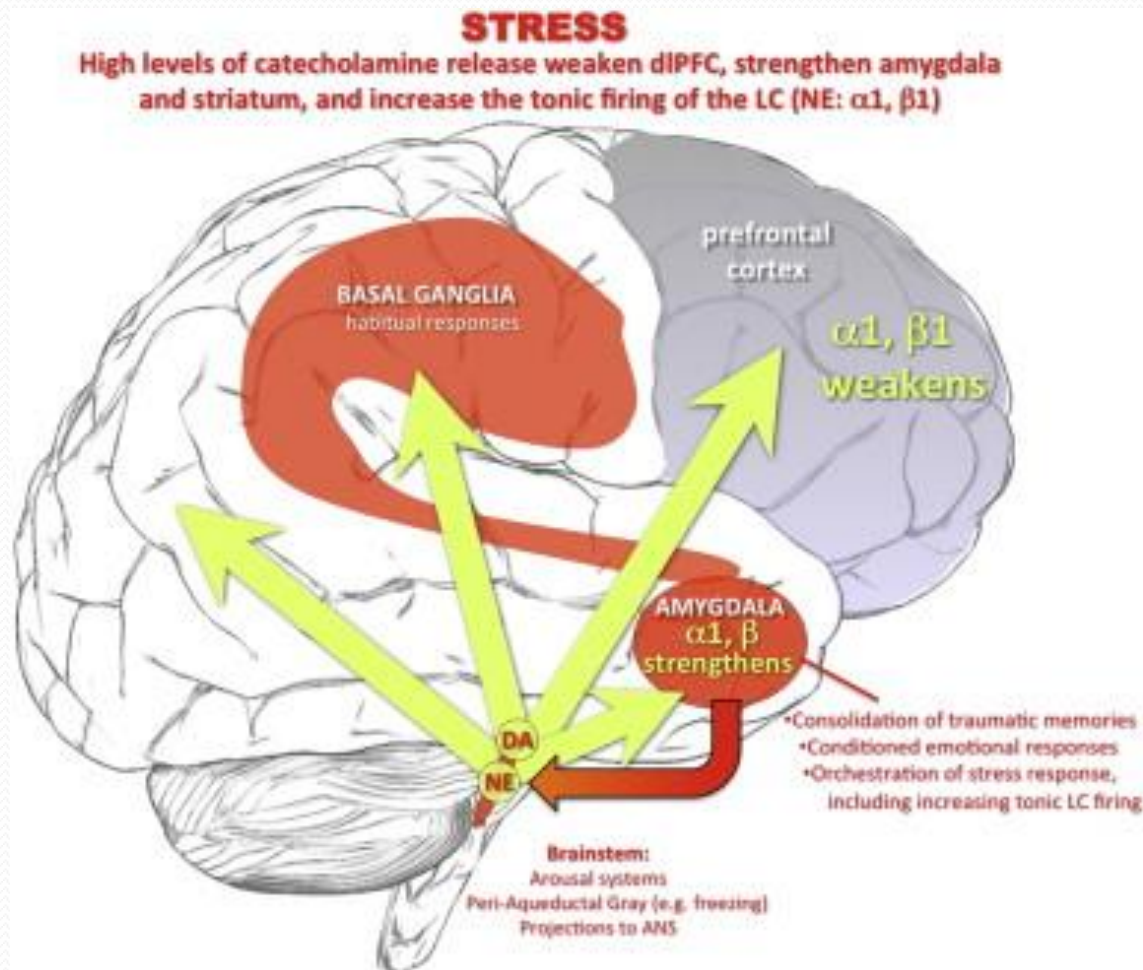 STRESS
High levels of catecholamine release weaken dlPFC, strengthen amygdala
and striatum, and increase the tonic firing of the LC (NE: α1, β1)
prefrontal
cortex
BASAL GANGLIA
habitual responses
α1, β1
weakens
AMYGDALA
α1, β
strengthens
DA
NE
•Consolidation of traumatic memories
•Conditioned emotional responses
•Orchestration of stress response,
including increasing tonic LC firing
Brainstem:
Arousal systems
Peri-Aqueductal Gray (e.g. freezing)
Projections to ANS